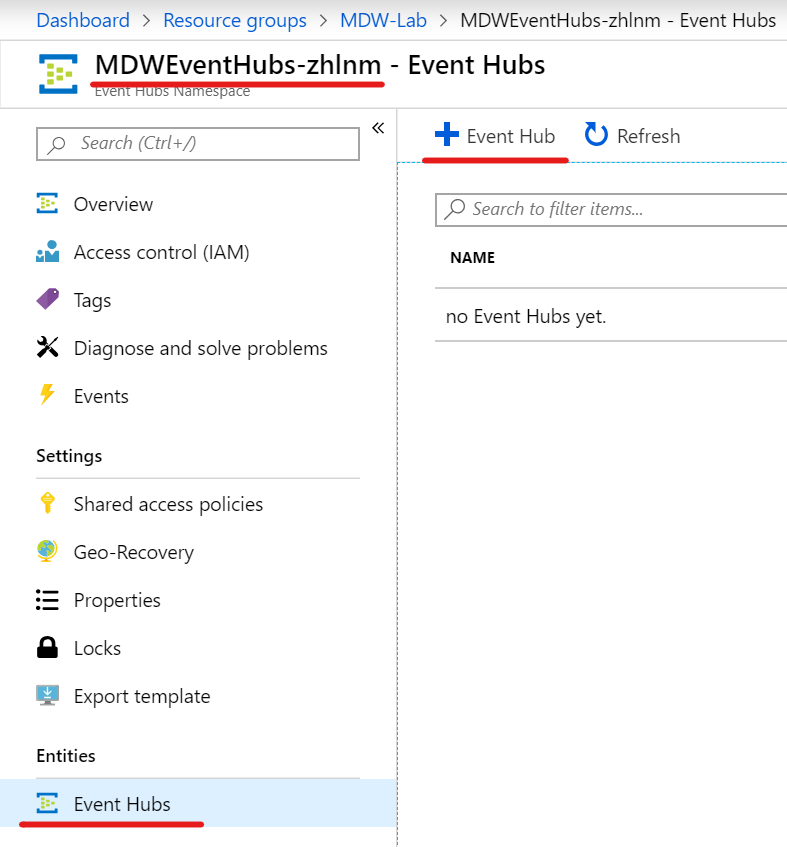 Dashboard > Resource groups > MDW-Lab > MDWEventHubs-zhlnm - Event Hubs
MDWEventHubs-zhlnm - Event Hubs
Event Hubs Namespace
Search (Ctrl+/)
«
Event Hub
Refresh
Overview
Access control (IAM)
Tags
Diagnose and solve problems
Events
Settings
Shared access policies
Geo-Recovery
Properties
Locks
Export template
Entities
Event Hubs
Search to filter items...
NAME
no Event Hubs yet.